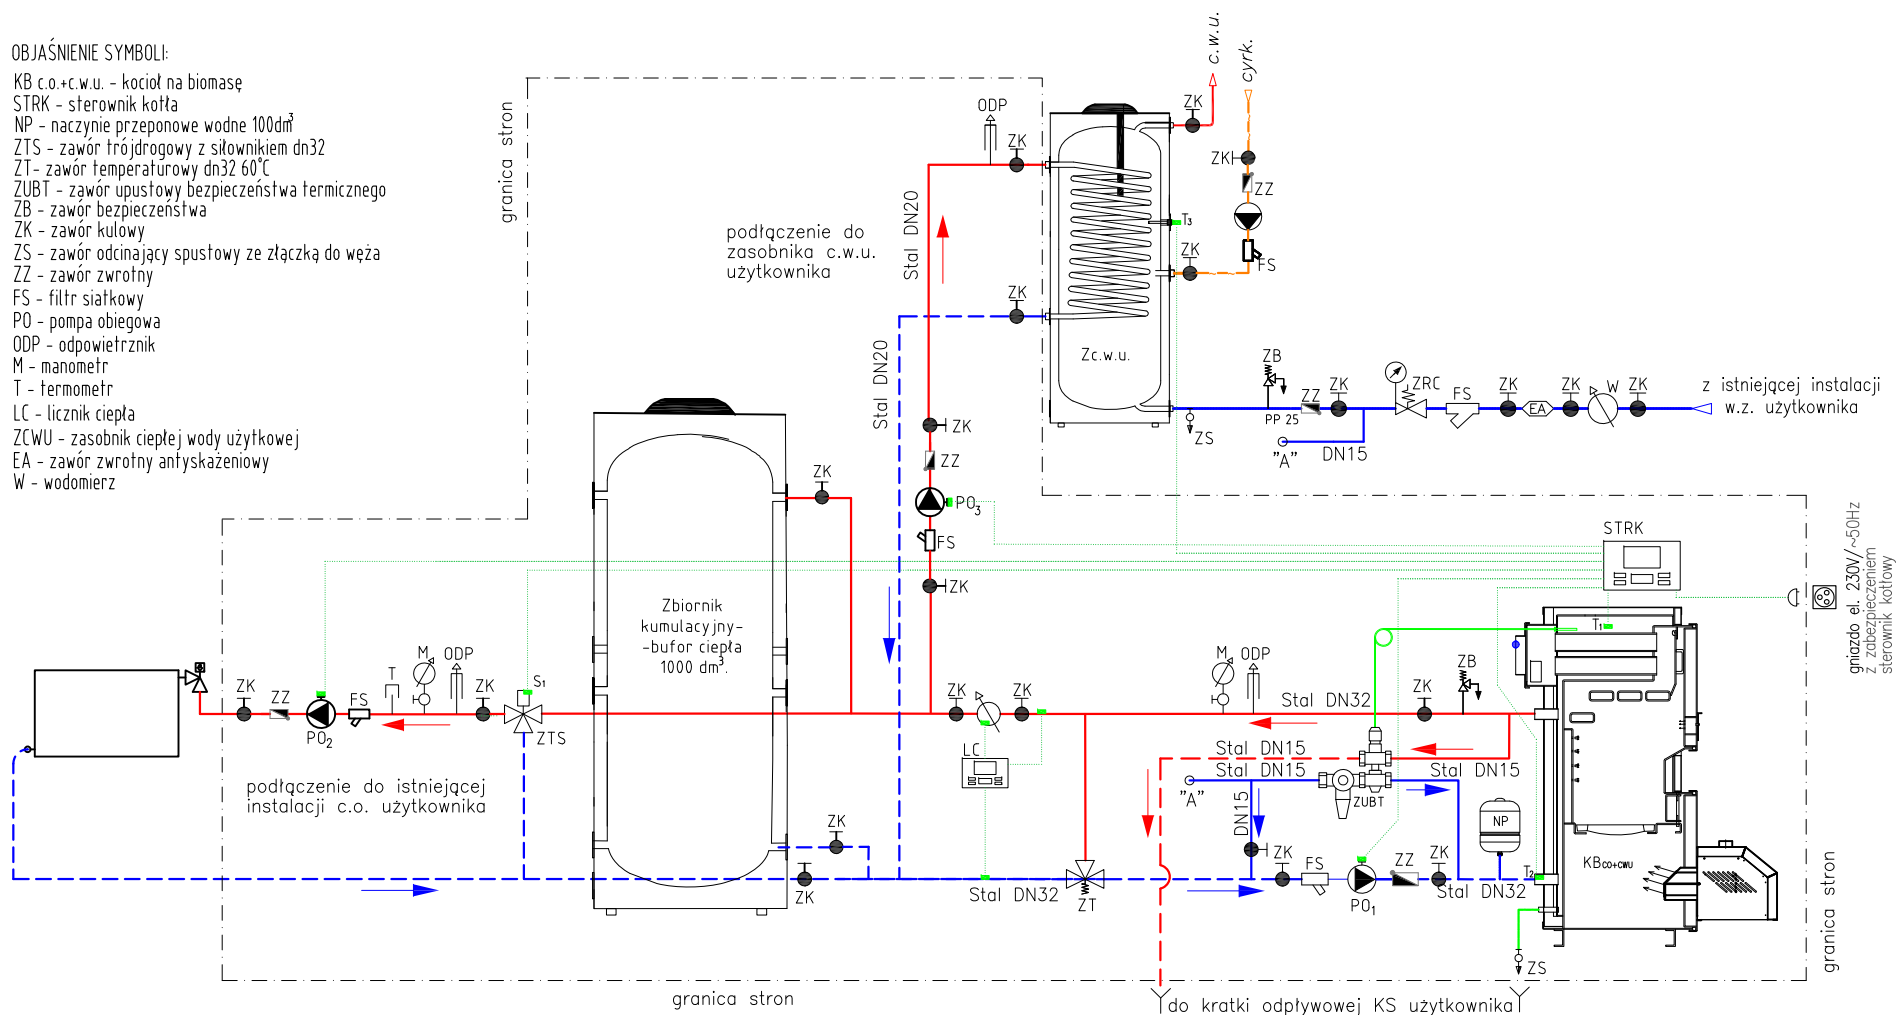 OBJAŚNIENIE SYMBOLI:
KB c.o.+c.w.u. - kocioł na biomasę
STRK - sterownik kotła
NP - naczynie przeponowe wodne 100dm³
ZTS - zawór trójdrogowy z siłownikiem dn32
ZT- zawór temperaturowy dn32 60°C
ZUBT - zawór upustowy bezpieczeństwa termicznego
ZB - zawór bezpieczeństwa
ZK - zawór kulowy
ZS - zawór odcinający spustowy ze złączką do węża
ZZ - zawór zwrotny
FS - filtr siatkowy
PO - pompa obiegowa
ODP - odpowietrznik
M - manometr
T - termometr
LC - licznik ciepła
ZCWU - zasobnik ciepłej wody użytkowej
EA - zawór zwrotny antyskażeniowy
W - wodomierz
granica stron
podłączenie do
zasobnika c.w.u.
użytkownika
Stal DN20
Stal DN20
ODP
ZK
ZK
ZK
c.w.u.
cyrk.
ZK
ZZ
FS
ZK
T3
Zc.w.u.
ZS
ZB
PP 25
ZZ
ZK
"A"
DN15
ZRC
FS
ZK
EA
ZK
W
ZK
z istniejącej instalacji
w.z. użytkownika
ZK
ZZ
PO3
FS
ZK
ZK
Zbiornik
kumulacyjny-
-bufor ciepła
1000 dm³.
STRK
gniazdo el. 230V/~50Hz
z zabezpieczeniem
sterownik kotłowy
ZK
ZZ
PO2
FS
T
M
ODP
ZK
S1
ZTS
podłączenie do istniejącej
instalacji c.o. użytkownika
ZK
ZK
ZK
ZK
LC
Stal DN32
ZT
M
ODP
Stal DN32
ZK
ZB
T1
Stal DN15
Stal DN15
"A"
DN15
ZUBT
Stal DN15
NP
ZK
FS
PO1
ZZ
ZK
Stal DN32
T2
KB CO+CWU
ZS
granica stron
granica stron
do kratki odpływowej KS użytkownika